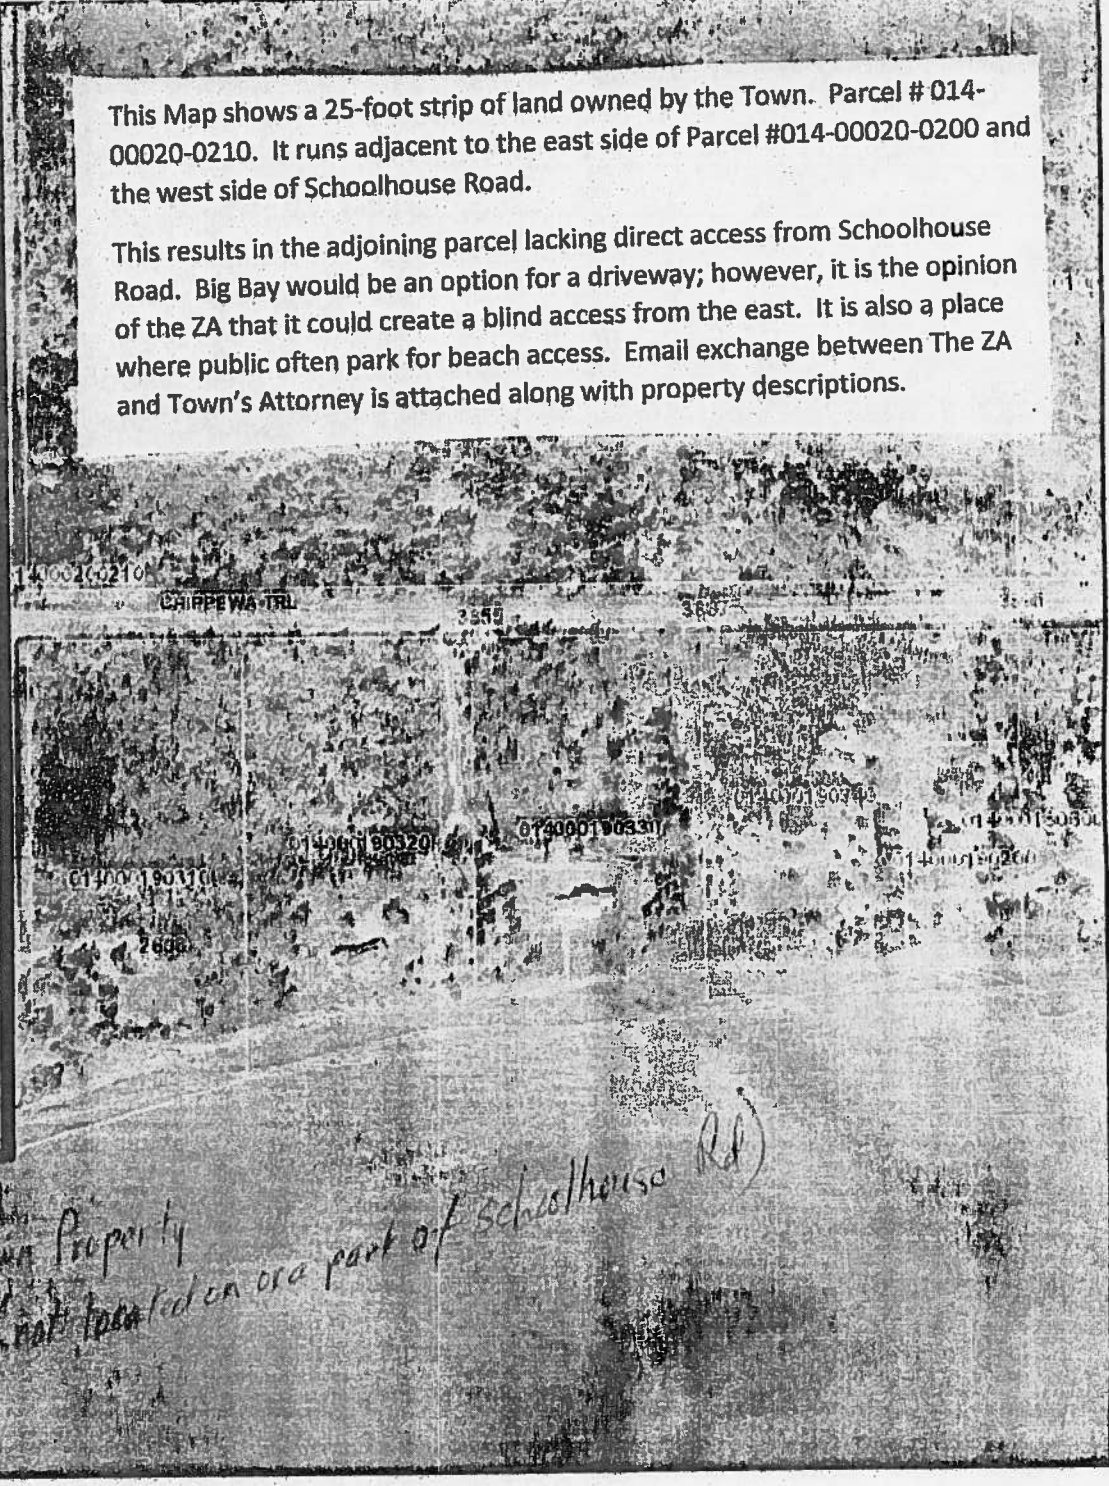 This Map shows a 25-foot strip of land owned by the Town. Parcel # 014-
00020-0210. It runs adjacent to the east side of Parcel #014-00020-0200 and
the west side of Schoolhouse Road.
This results in the adjoining parcel lacking direct access from Schoolhouse
Road. Big Bay would be an option for a driveway; however, it is the opinion
of the ZA that it could create a blind access from the east. It is also a place
where public often park for beach access. Email exchange between The ZA
and Town's Attorney is attached along with property descriptions.
CHIPPEWA TRL
3559
014000190330
014000190320
Property
not located on or a part of schoolhouse Rd)